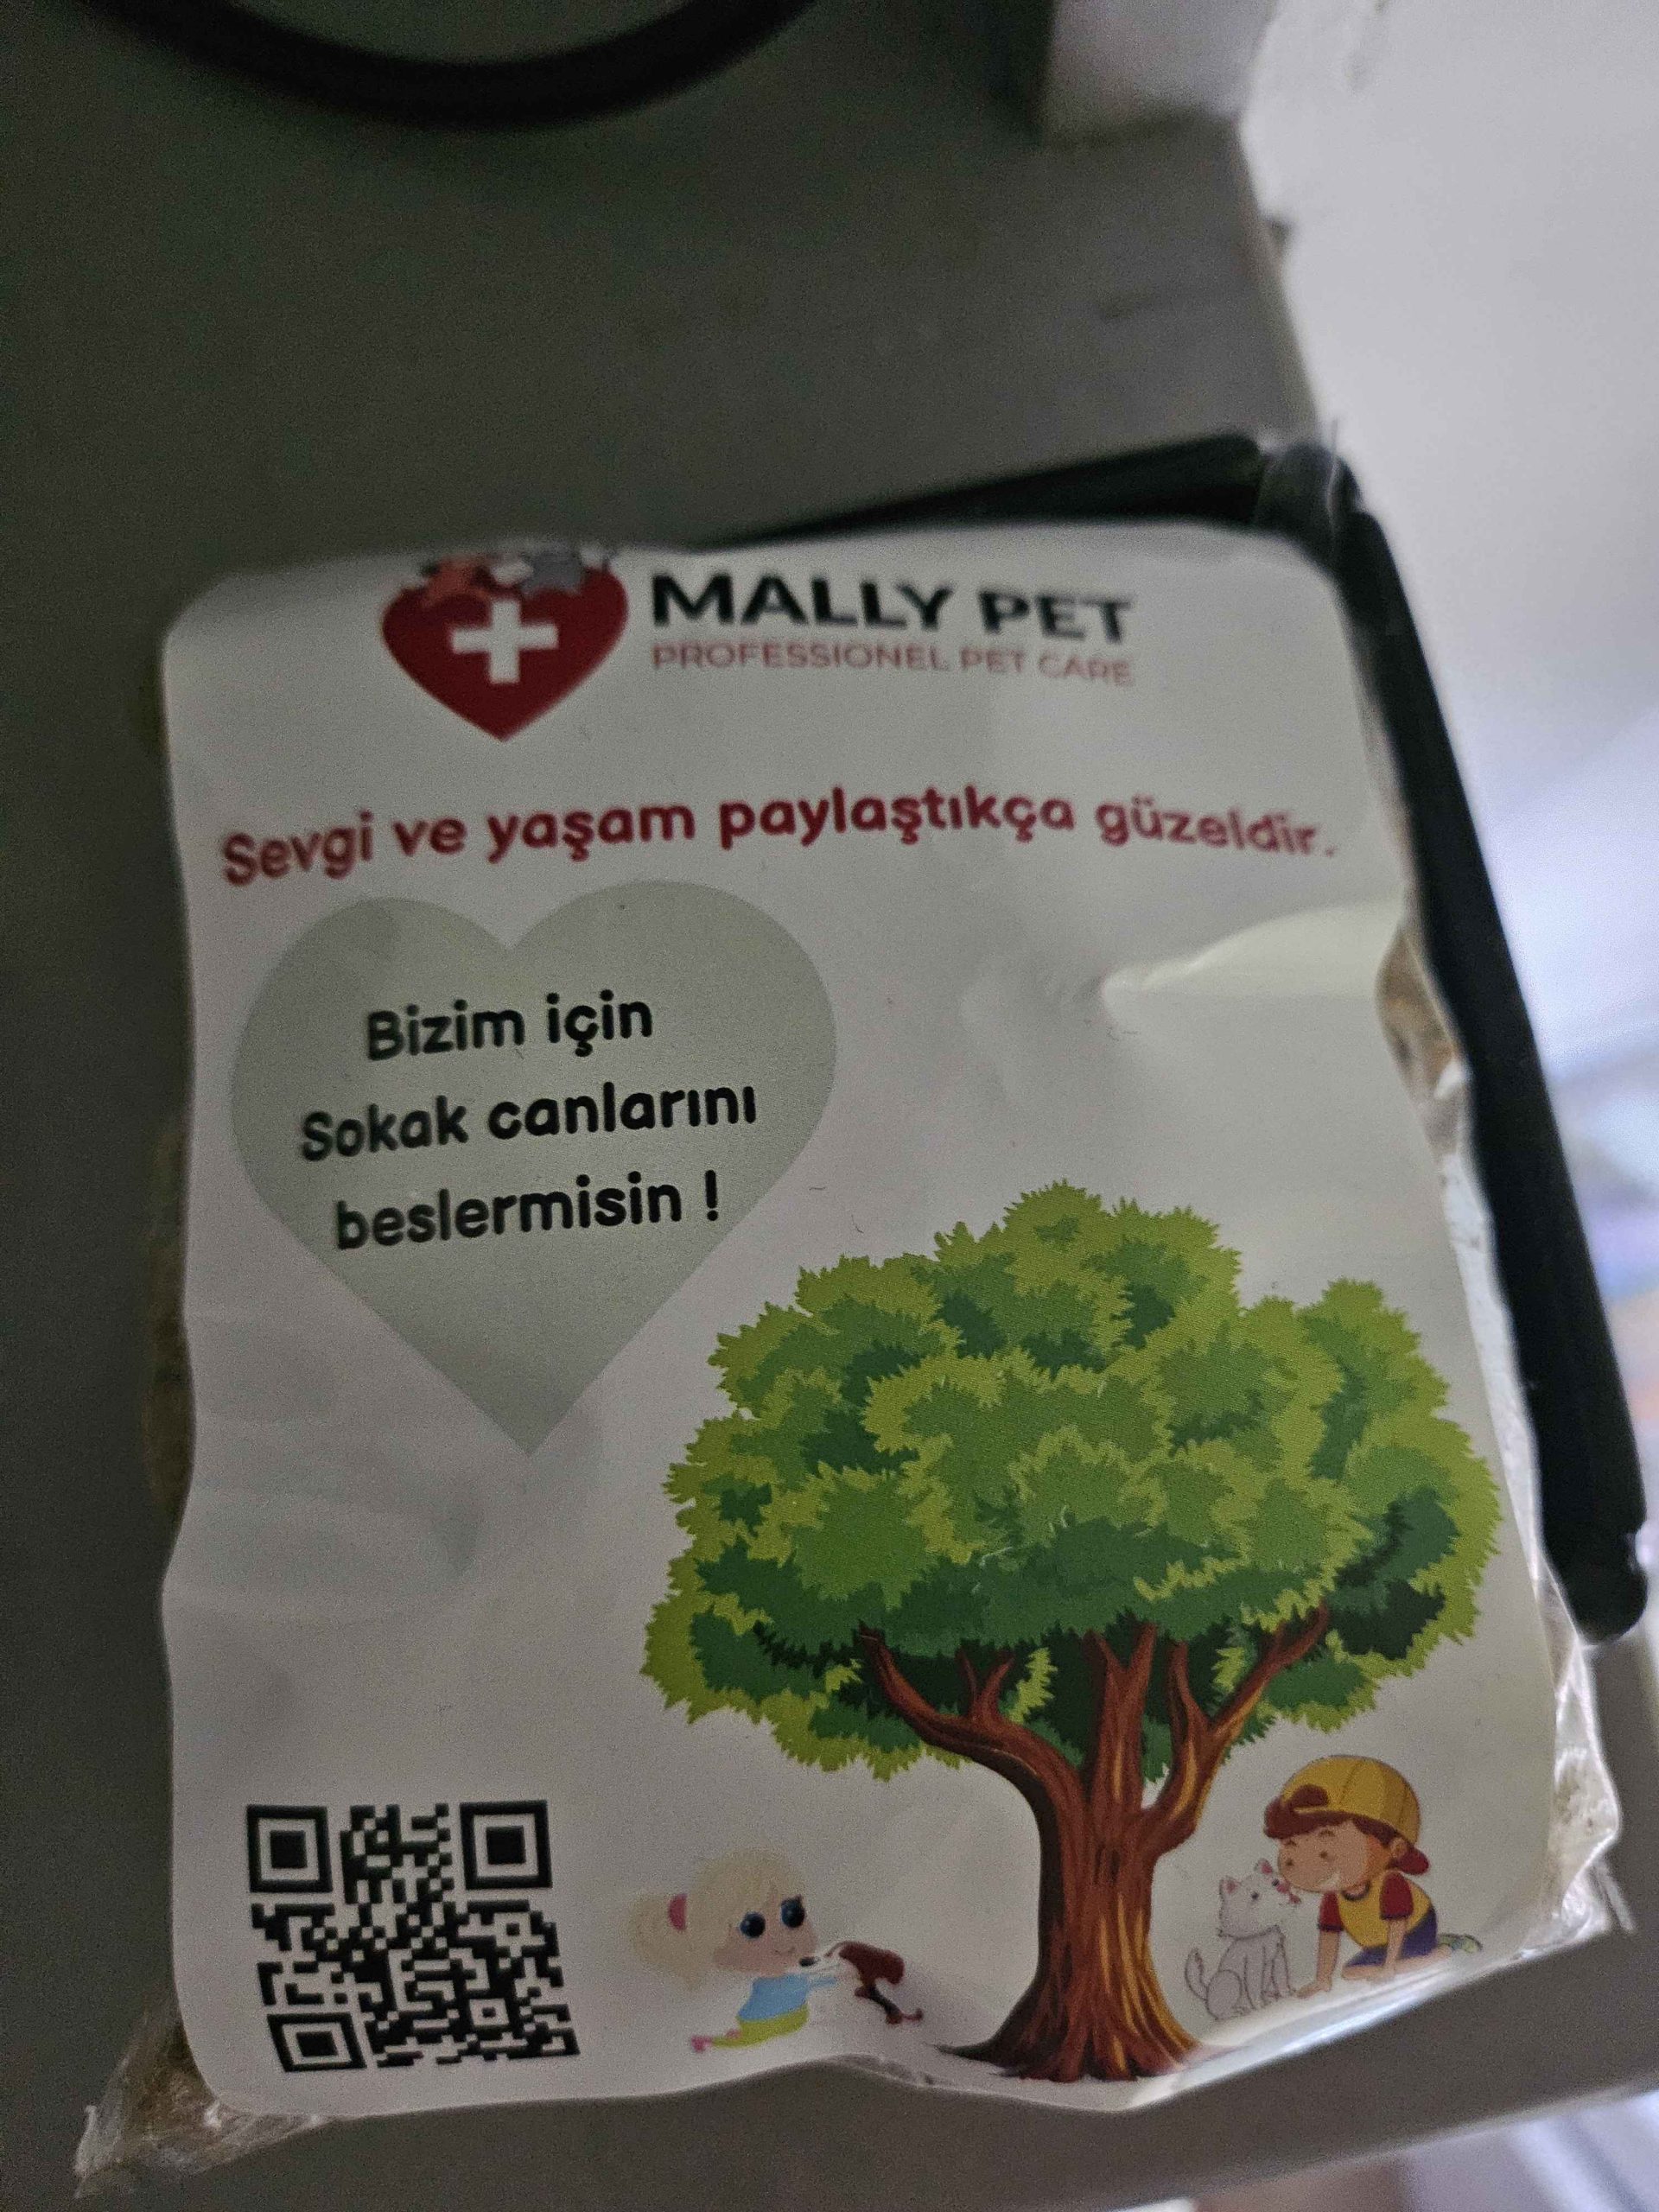 MALLY PET
PROFESSIONEL PET CARE
Sevgi ve yaşam paylaştıkça güzeldir.
Bizim için
Sokak canlarını
beslermisin !